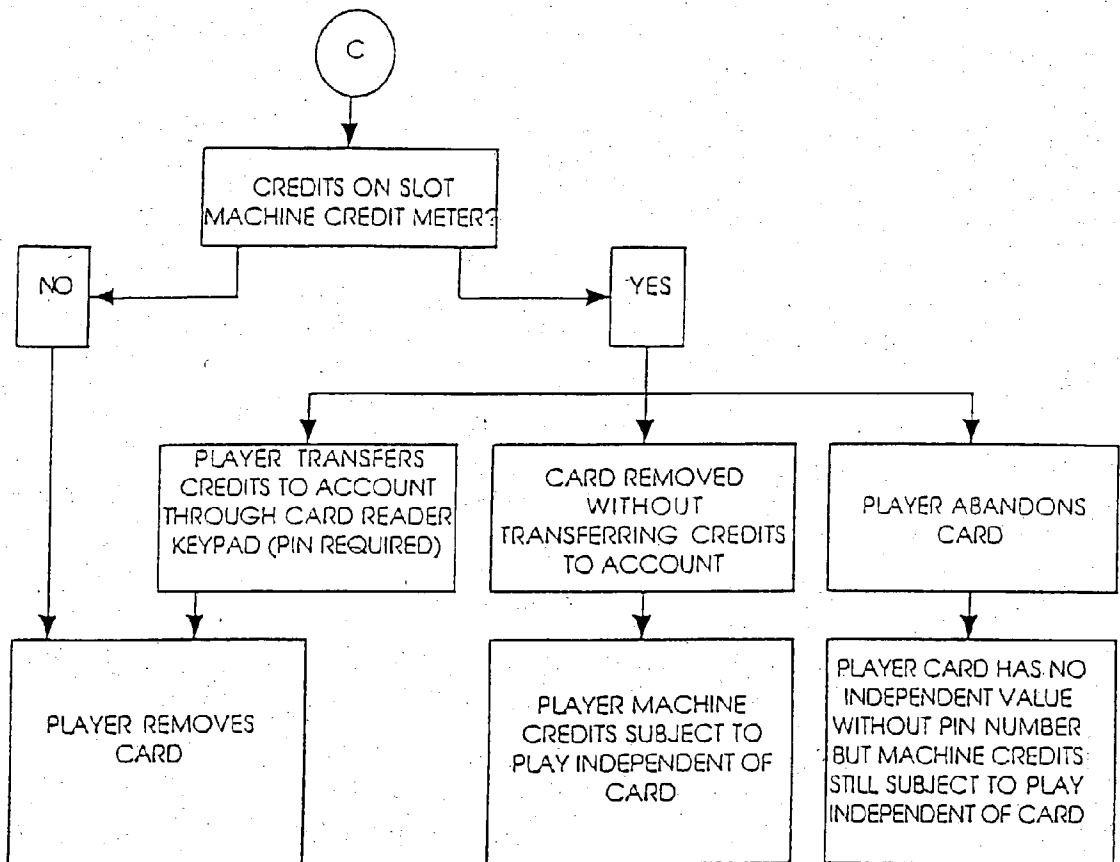 C
CREDITS ON SLOT
MACHINE CREDIT METER?
NO
YES
PLAYER TRANSFERS
CREDITS TO ACCOUNT
THROUGH CARD READER
KEYPAD (PIN REQUIRED)
CARD REMOVED
WITHOUT
TRANSFERRING CREDITS
TO ACCOUNT
PLAYER ABANDONS
CARD
PLAYER REMOVES
CARD
PLAYER MACHINE
CREDITS SUBJECT TO
PLAY INDEPENDENT OF
CARD
PLAYER CARD HAS NO
INDEPENDENT VALUE
WITHOUT PIN NUMBER
BUT MACHINE CREDITS
STILL SUBJECT TO PLAY
INDEPENDENT OF CARD